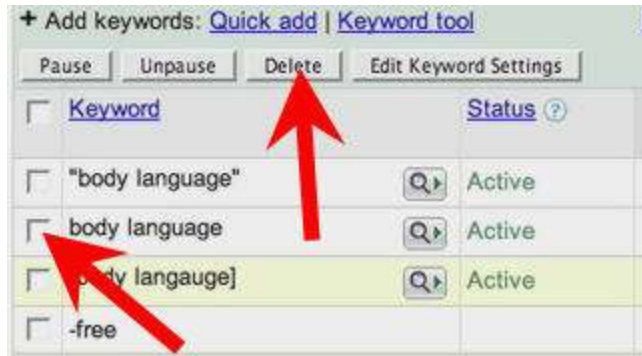 + Add keywords: Quick add | Keyword tool
Pause Unpause Delete Edit Keyword Settings
Keyword Status ?
"body language" Active
body language Active
langauge] Active
-free